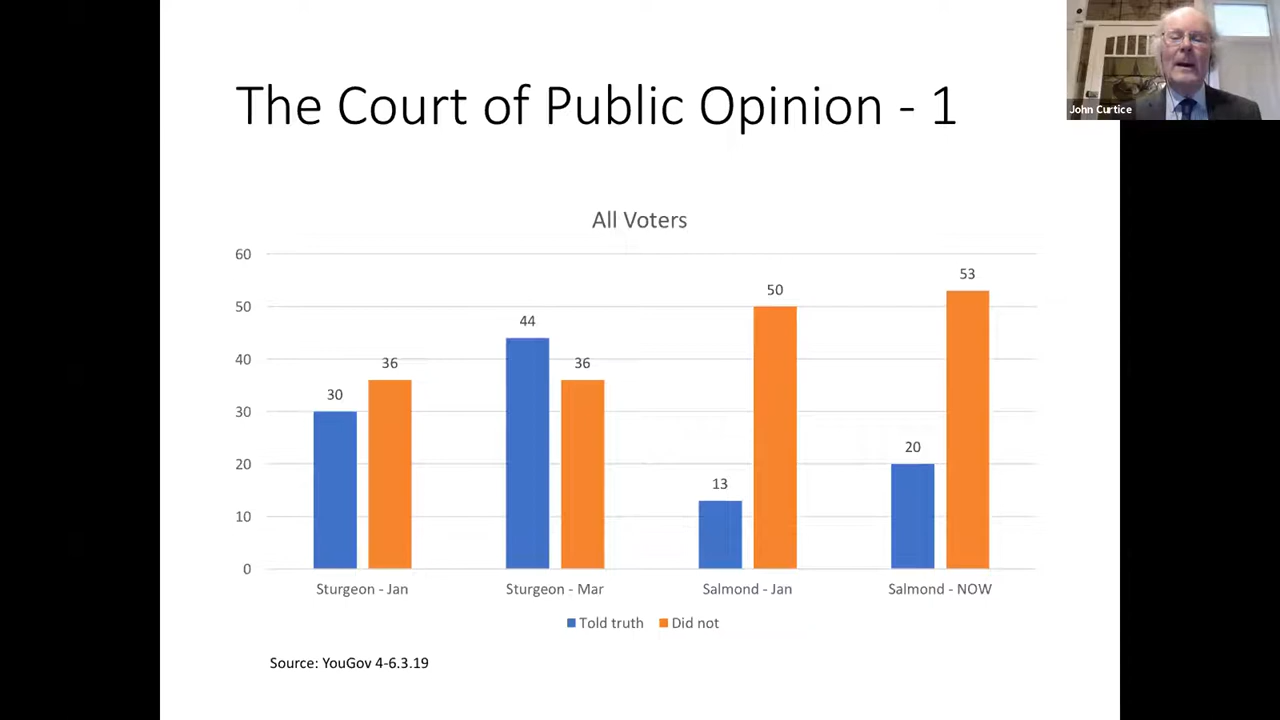 The Court of Public Opinion - 1
John Curtice
All Voters
60
50
40
30
20
10
0
30
36
44
36
13
50
20
53
Sturgeon - Jan
Sturgeon - Mar
Salmond - Jan
Salmond - NOW
Told truth
Did not
Source: YouGov 4-6.3.19